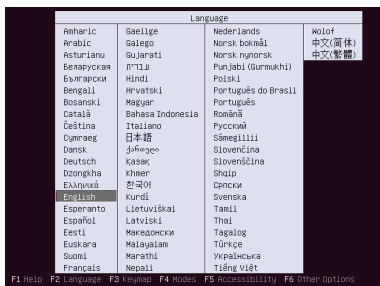 Language
Amharic
Arabic
Asturianu
Беларуская
Български
Bengali
Bosanski
Català
Čeština
Cymraeg
Dansk
Deutsch
Dzongkha
Ελληνικά
English
Esperanto
Español
Eesti
Euskara
Suomi
Français
Gaeilge
Galego
Gujarati
עברית
Hindi
Hrvatski
Magyar
Bahasa Indonesia
Italiano
日本語
ქართული
Қазақ
Khmer
한국어
Kurdî
Lietuviškai
Latviski
Македонски
Malayalam
Marathi
Nepali
Nederlands
Norsk bokmål
Norsk nynorsk
Punjabi (Gurmukhi)
Polski
Português do Brasil
Português
Română
Русский
Sámegillii
Slovenčina
Slovenščina
Shqip
Српски
Svenska
Tamil
Thai
Tagalog
Türkçe
Українська
Tiếng Việt
Wolof
中文(简体)
中文(繁體)
F1 Help F2 Language F3 Keymap F4 Modes F5 Accessibility F6 Other Options